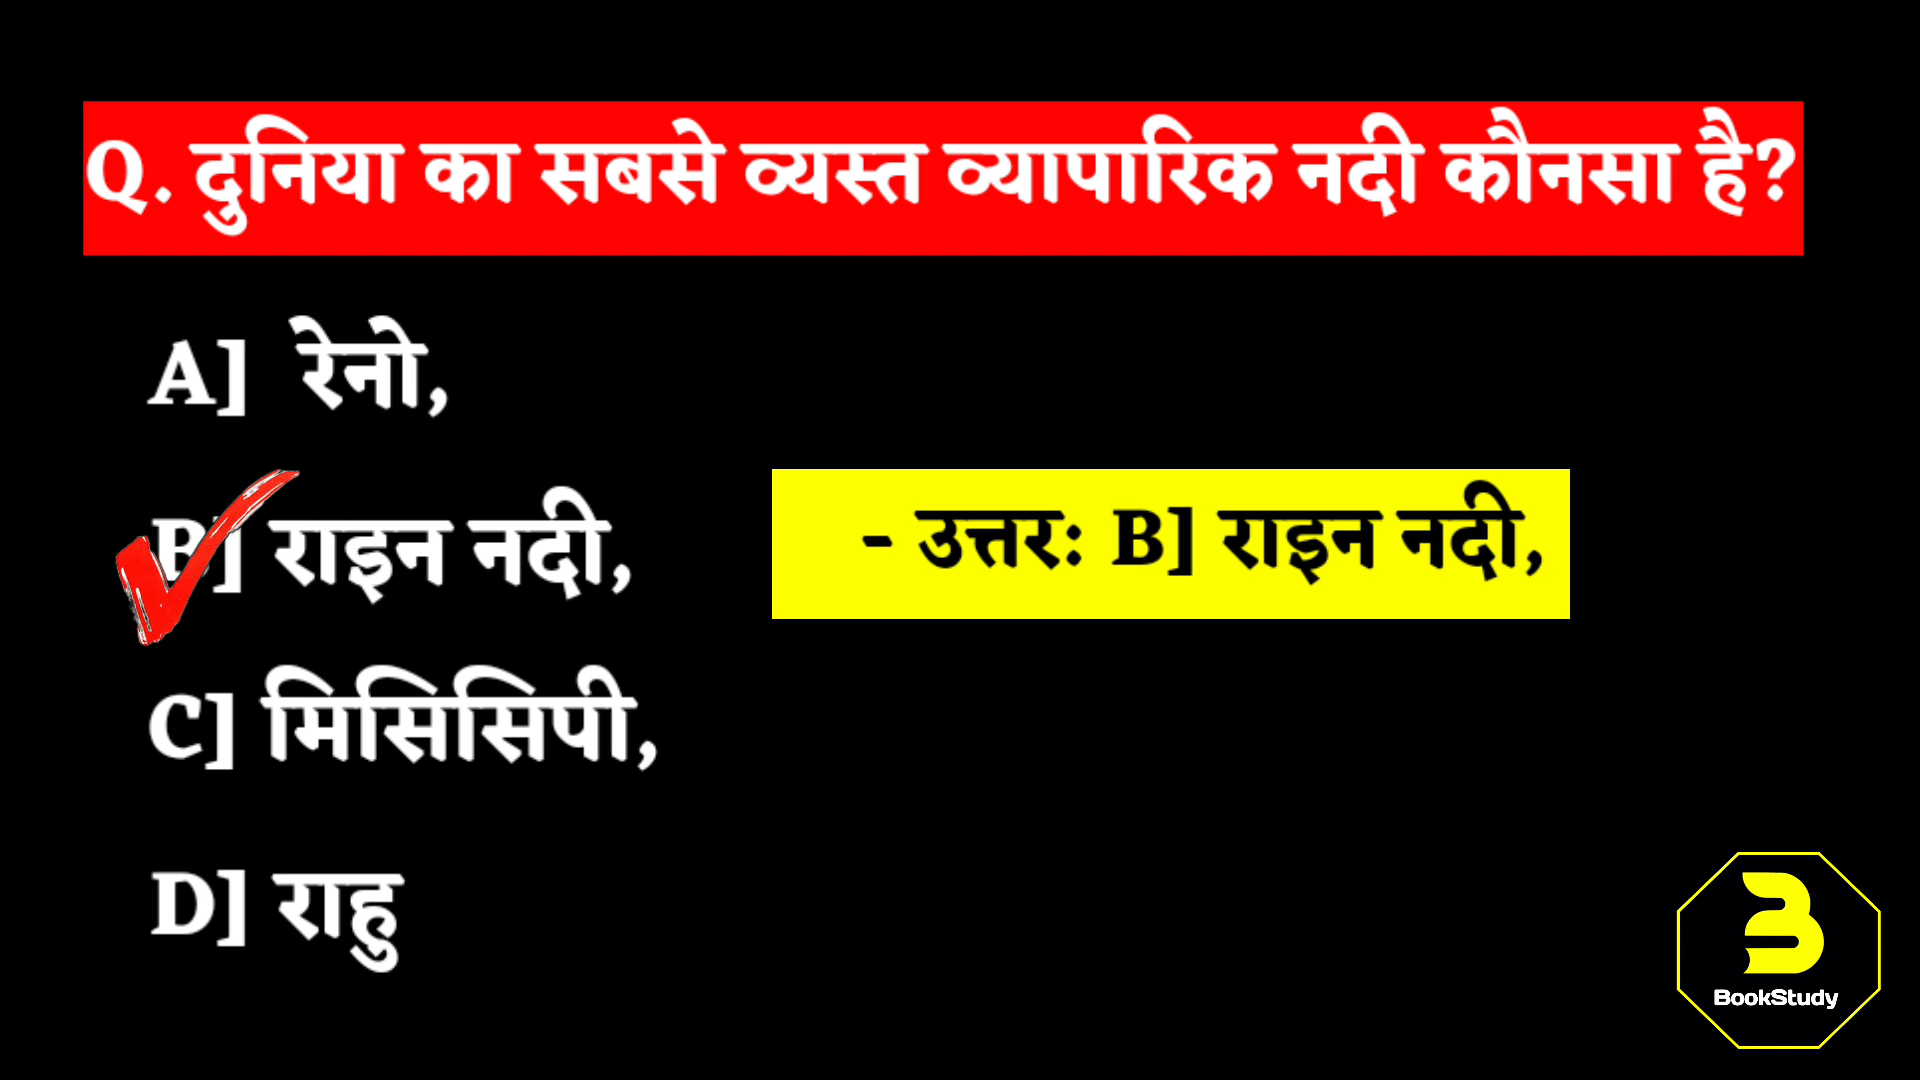 Q. दुनिया का सबसे व्यस्त व्यापारिक नदी कौनसा है?
A] रेनो,
B] राइन नदी,
- उत्तरः B] राइन नदी,
C] मिसिसिपी,
D] राहु
BookStudy